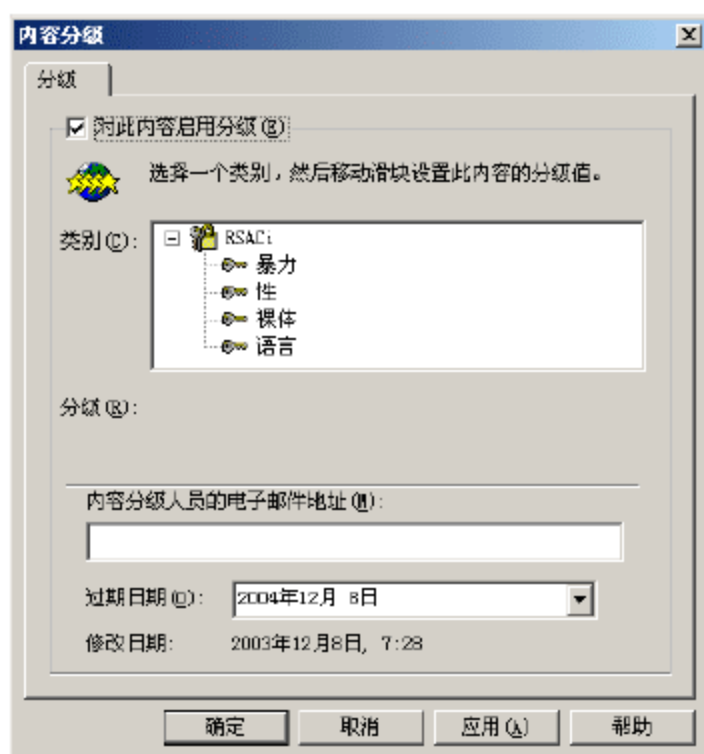 内容分级
分级
对此内容启用分级(E)
选择一个类别，然后移动滑块设置此内容的分级值。
类别(C):
RSACi
暴力
性
裸体
语言
分级(R):
内容分级人员的电子邮件地址(M):
过期日期(O): 2004年12月 8日
修改日期: 2003年12月8日, 7:28
确定 取消 应用(A) 帮助